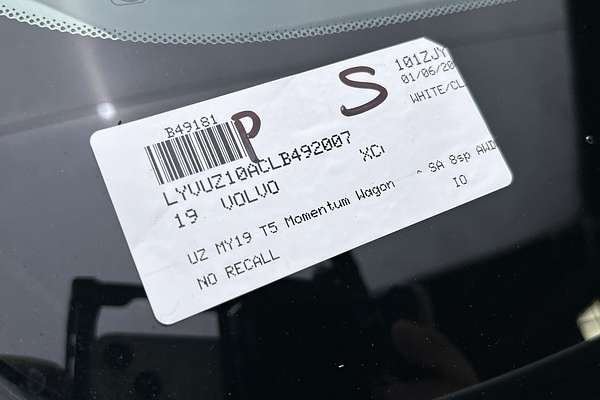 B49181
P S
101ZJY
01/06/20
WHITE/CL
LYVUZ10ACLB492007
19 VOLVO XC
UZ MY19 T5 Momentum Wagon SA 8sp AWD
IO
NO RECALL